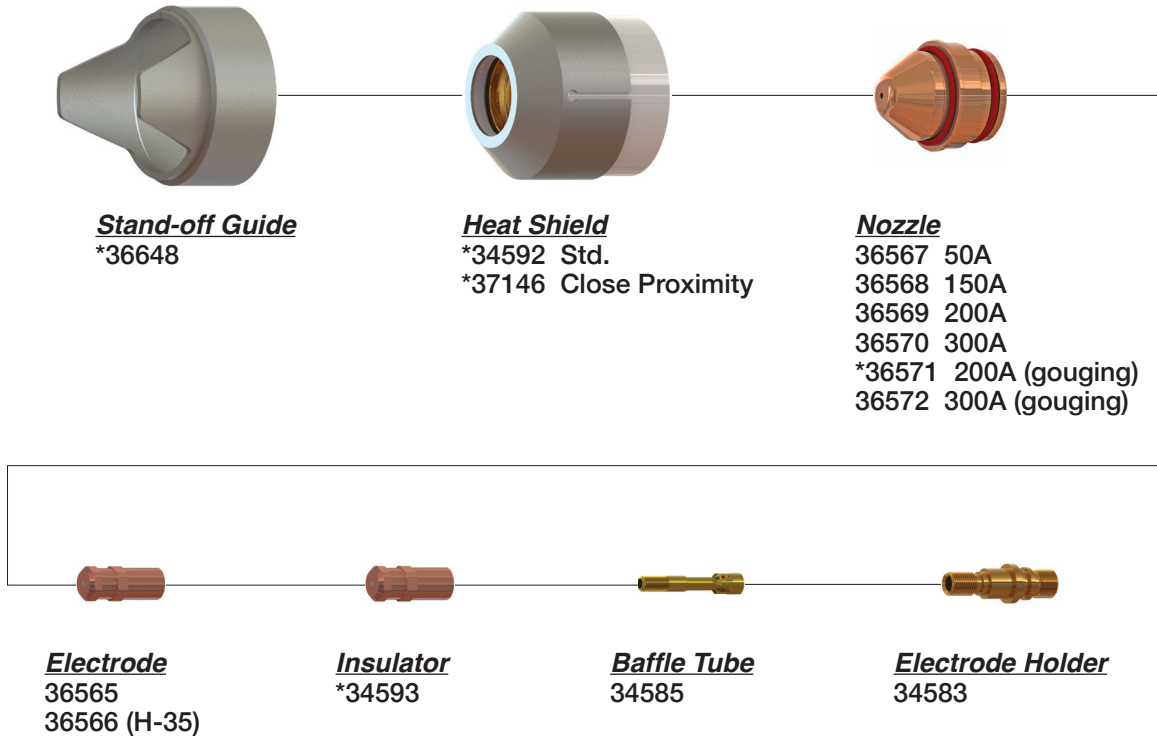 Stand-off Guide
*36648
Heat Shield
*34592 Std.
*37146 Close Proximity
Nozzle
36567 50A
36568 150A
36569 200A
36570 300A
*36571 200A (gouging)
36572 300A (gouging)
Electrode
36565
36566 (H-35)
Insulator
*34593
Baffle Tube
34585
Electrode Holder
34583